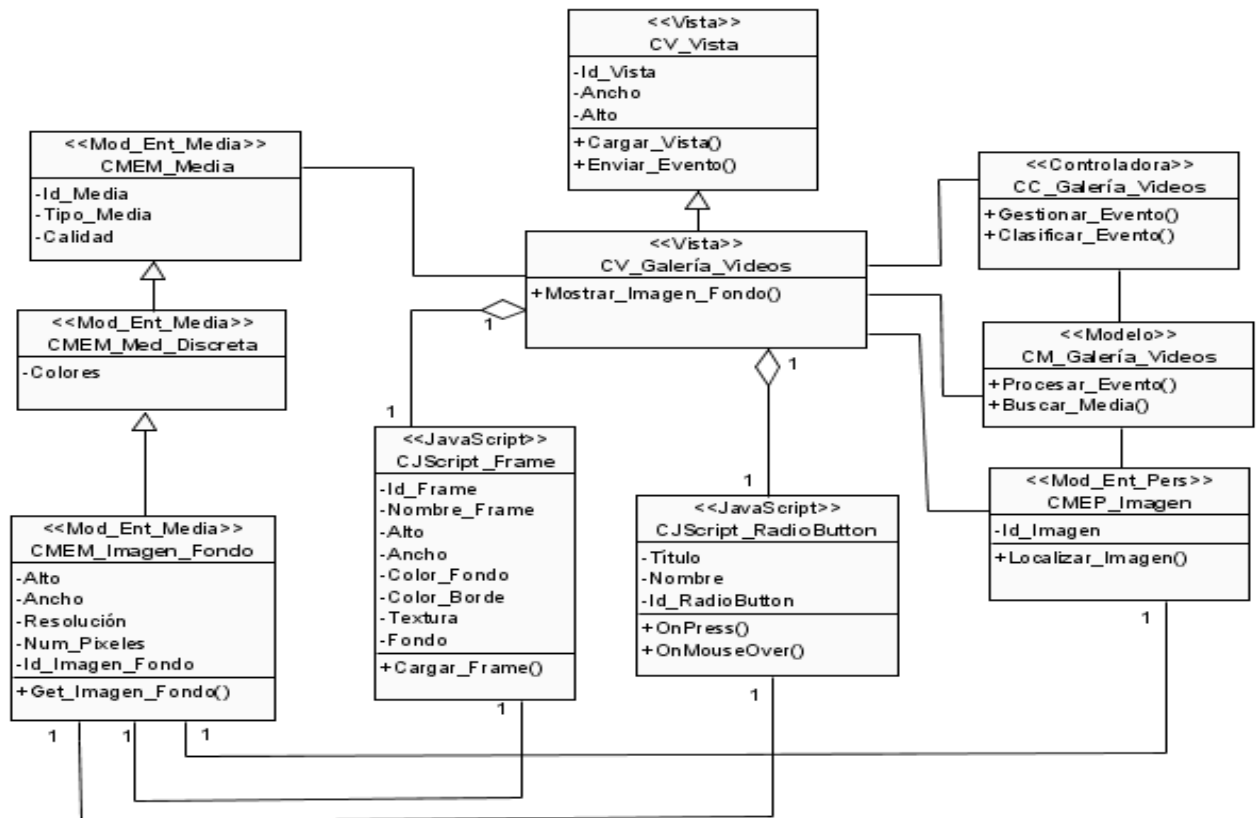 <<Vista>>
CV_Vista
-Id_Vista
-Ancho
-Alto
+Cargar_Vista()
+Enviar_Evento()
<<Mod_Ent_Media>>
CMEM_Media
-Id_Media
-Tipo_Media
-Calidad
<<Controladora>>
CC_Galería_Videos
+Gestionar_Evento()
+Clasificar_Evento()
<<Vista>>
CV_Galería_Videos
+Mostrar_Imagen_Fondo()
1
1
<<Mod_Ent_Media>>
CMEM_Med_Discreta
-Colores
<<Modelo>>
CM_Galería_Videos
+Procesar_Evento()
+Buscar_Media()
1
<<JavaScript>>
CJScript_Frame
-Id_Frame
-Nombre_Frame
-Alto
-Ancho
-Color_Fondo
-Color_Borde
-Textura
-Fondo
+Cargar_Frame()
1
1
<<JavaScript>>
CJScript_RadioButton
-Título
-Nombre
-Id_RadioButton
+OnPress()
+OnMouseOver()
1
<<Mod_Ent_Pers>>
CMEP_Imagen
-Id_Imagen
+Localizar_Imagen()
1
<<Mod_Ent_Media>>
CMEM_Imagen_Fondo
-Alto
-Ancho
-Resolución
-Num_Pixeles
-Id_Imagen_Fondo
+Get_Imagen_Fondo()
1
1
1